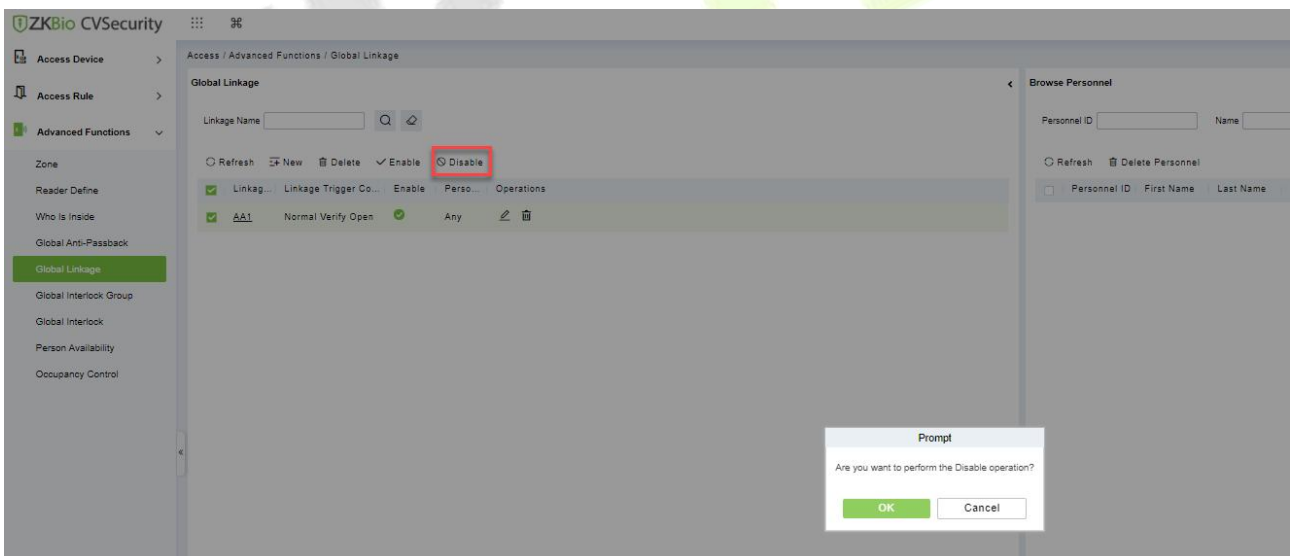 ZKBio CVSecurity
Access Device
Access Rule
Advanced Functions
Zone
Reader Define
Who Is Inside
Global Anti-Passback
Global Linkage
Global Interlock Group
Global Interlock
Person Availability
Occupancy Control
Access / Advanced Functions / Global Linkage
Global Linkage
Linkage Name
Refresh New Delete Enable Disable
Linkag... Linkage Trigger Co... Enable Perso... Operations
AA1 Normal Verify Open Any
Browse Personnel
Personnel ID Name
Refresh Delete Personnel
Personnel ID First Name Last Name
Prompt
Are you want to perform the Disable operation?
OK Cancel